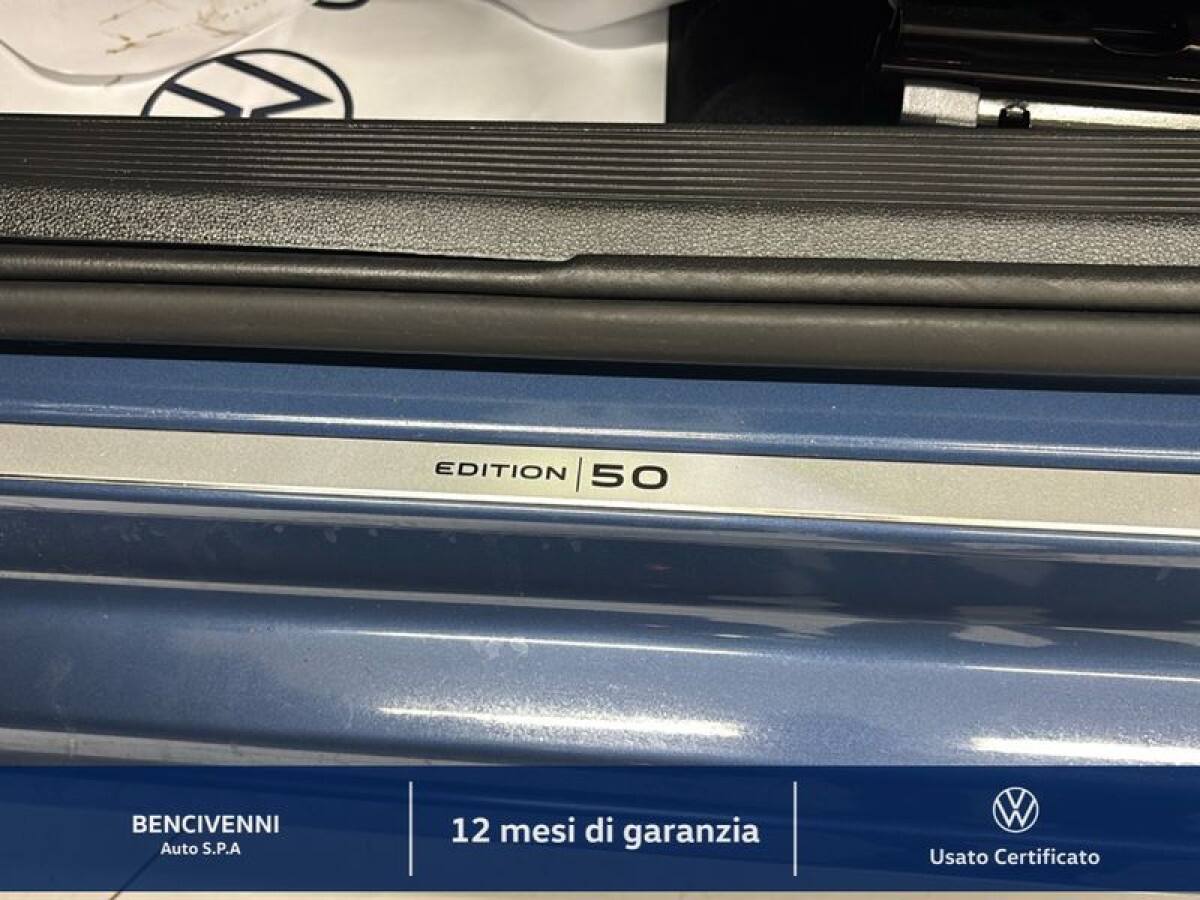 EDITION | 50
BENCIVENNI
Auto S.P.A
12 mesi di garanzia
Usato Certificato